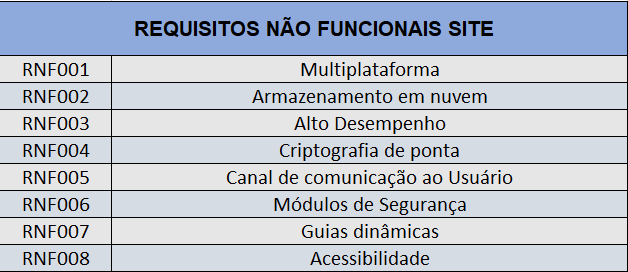 REQUISITOS NÃO FUNCIONAIS SITE
RNF001 Multiplataforma
RNF002 Armazenamento em nuvem
RNF003 Alto Desempenho
RNF004 Criptografia de ponta
RNF005 Canal de comunicação ao Usuário
RNF006 Módulos de Segurança
RNF007 Guias dinâmicas
RNF008 Acessibilidade